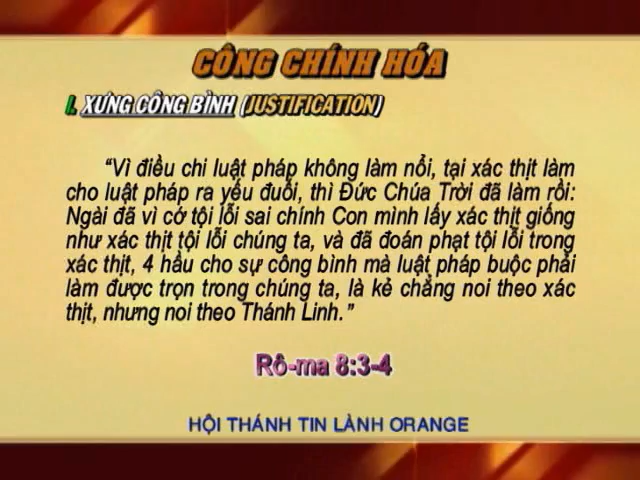 CÔNG CHÍNH HÓA
I. XƯNG CÔNG BÌNH (JUSTIFICATION)
“Vì điều chi luật pháp không làm nổi, tại xác thịt làm
cho luật pháp ra yếu đuối, thì Đức Chúa Trời đã làm rồi:
Ngài đã vì cớ tội lỗi sai chính Con mình lấy xác thịt giống
như xác thịt tội lỗi chúng ta, và đã đoán phạt tội lỗi trong
xác thịt, 4 hầu cho sự công bình mà luật pháp buộc phải
làm được trọn trong chúng ta, là kẻ chẳng noi theo xác
thịt, nhưng noi theo Thánh Linh.”
Rô-ma 8:3-4
HỘI THÁNH TIN LÀNH ORANGE